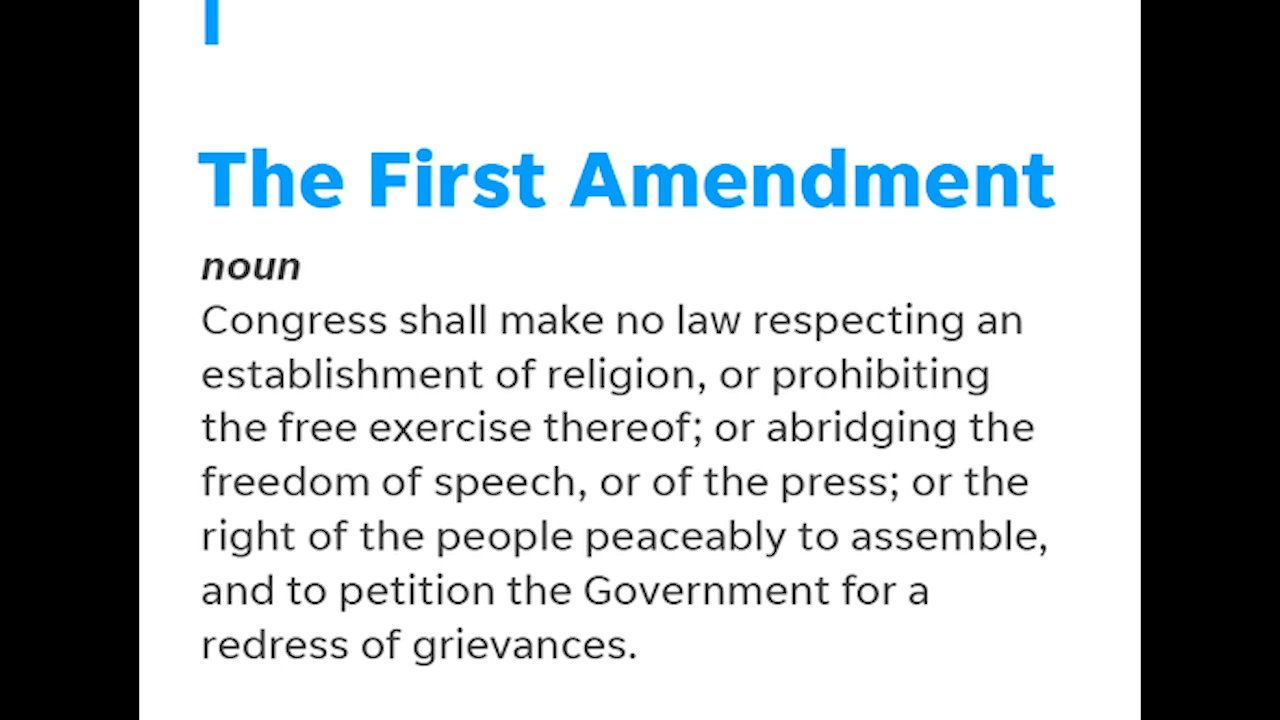 The First Amendment
noun
Congress shall make no law respecting an
establishment of religion, or prohibiting
the free exercise thereof; or abridging the
freedom of speech, or of the press; or the
right of the people peaceably to assemble,
and to petition the Government for a
redress of grievances.